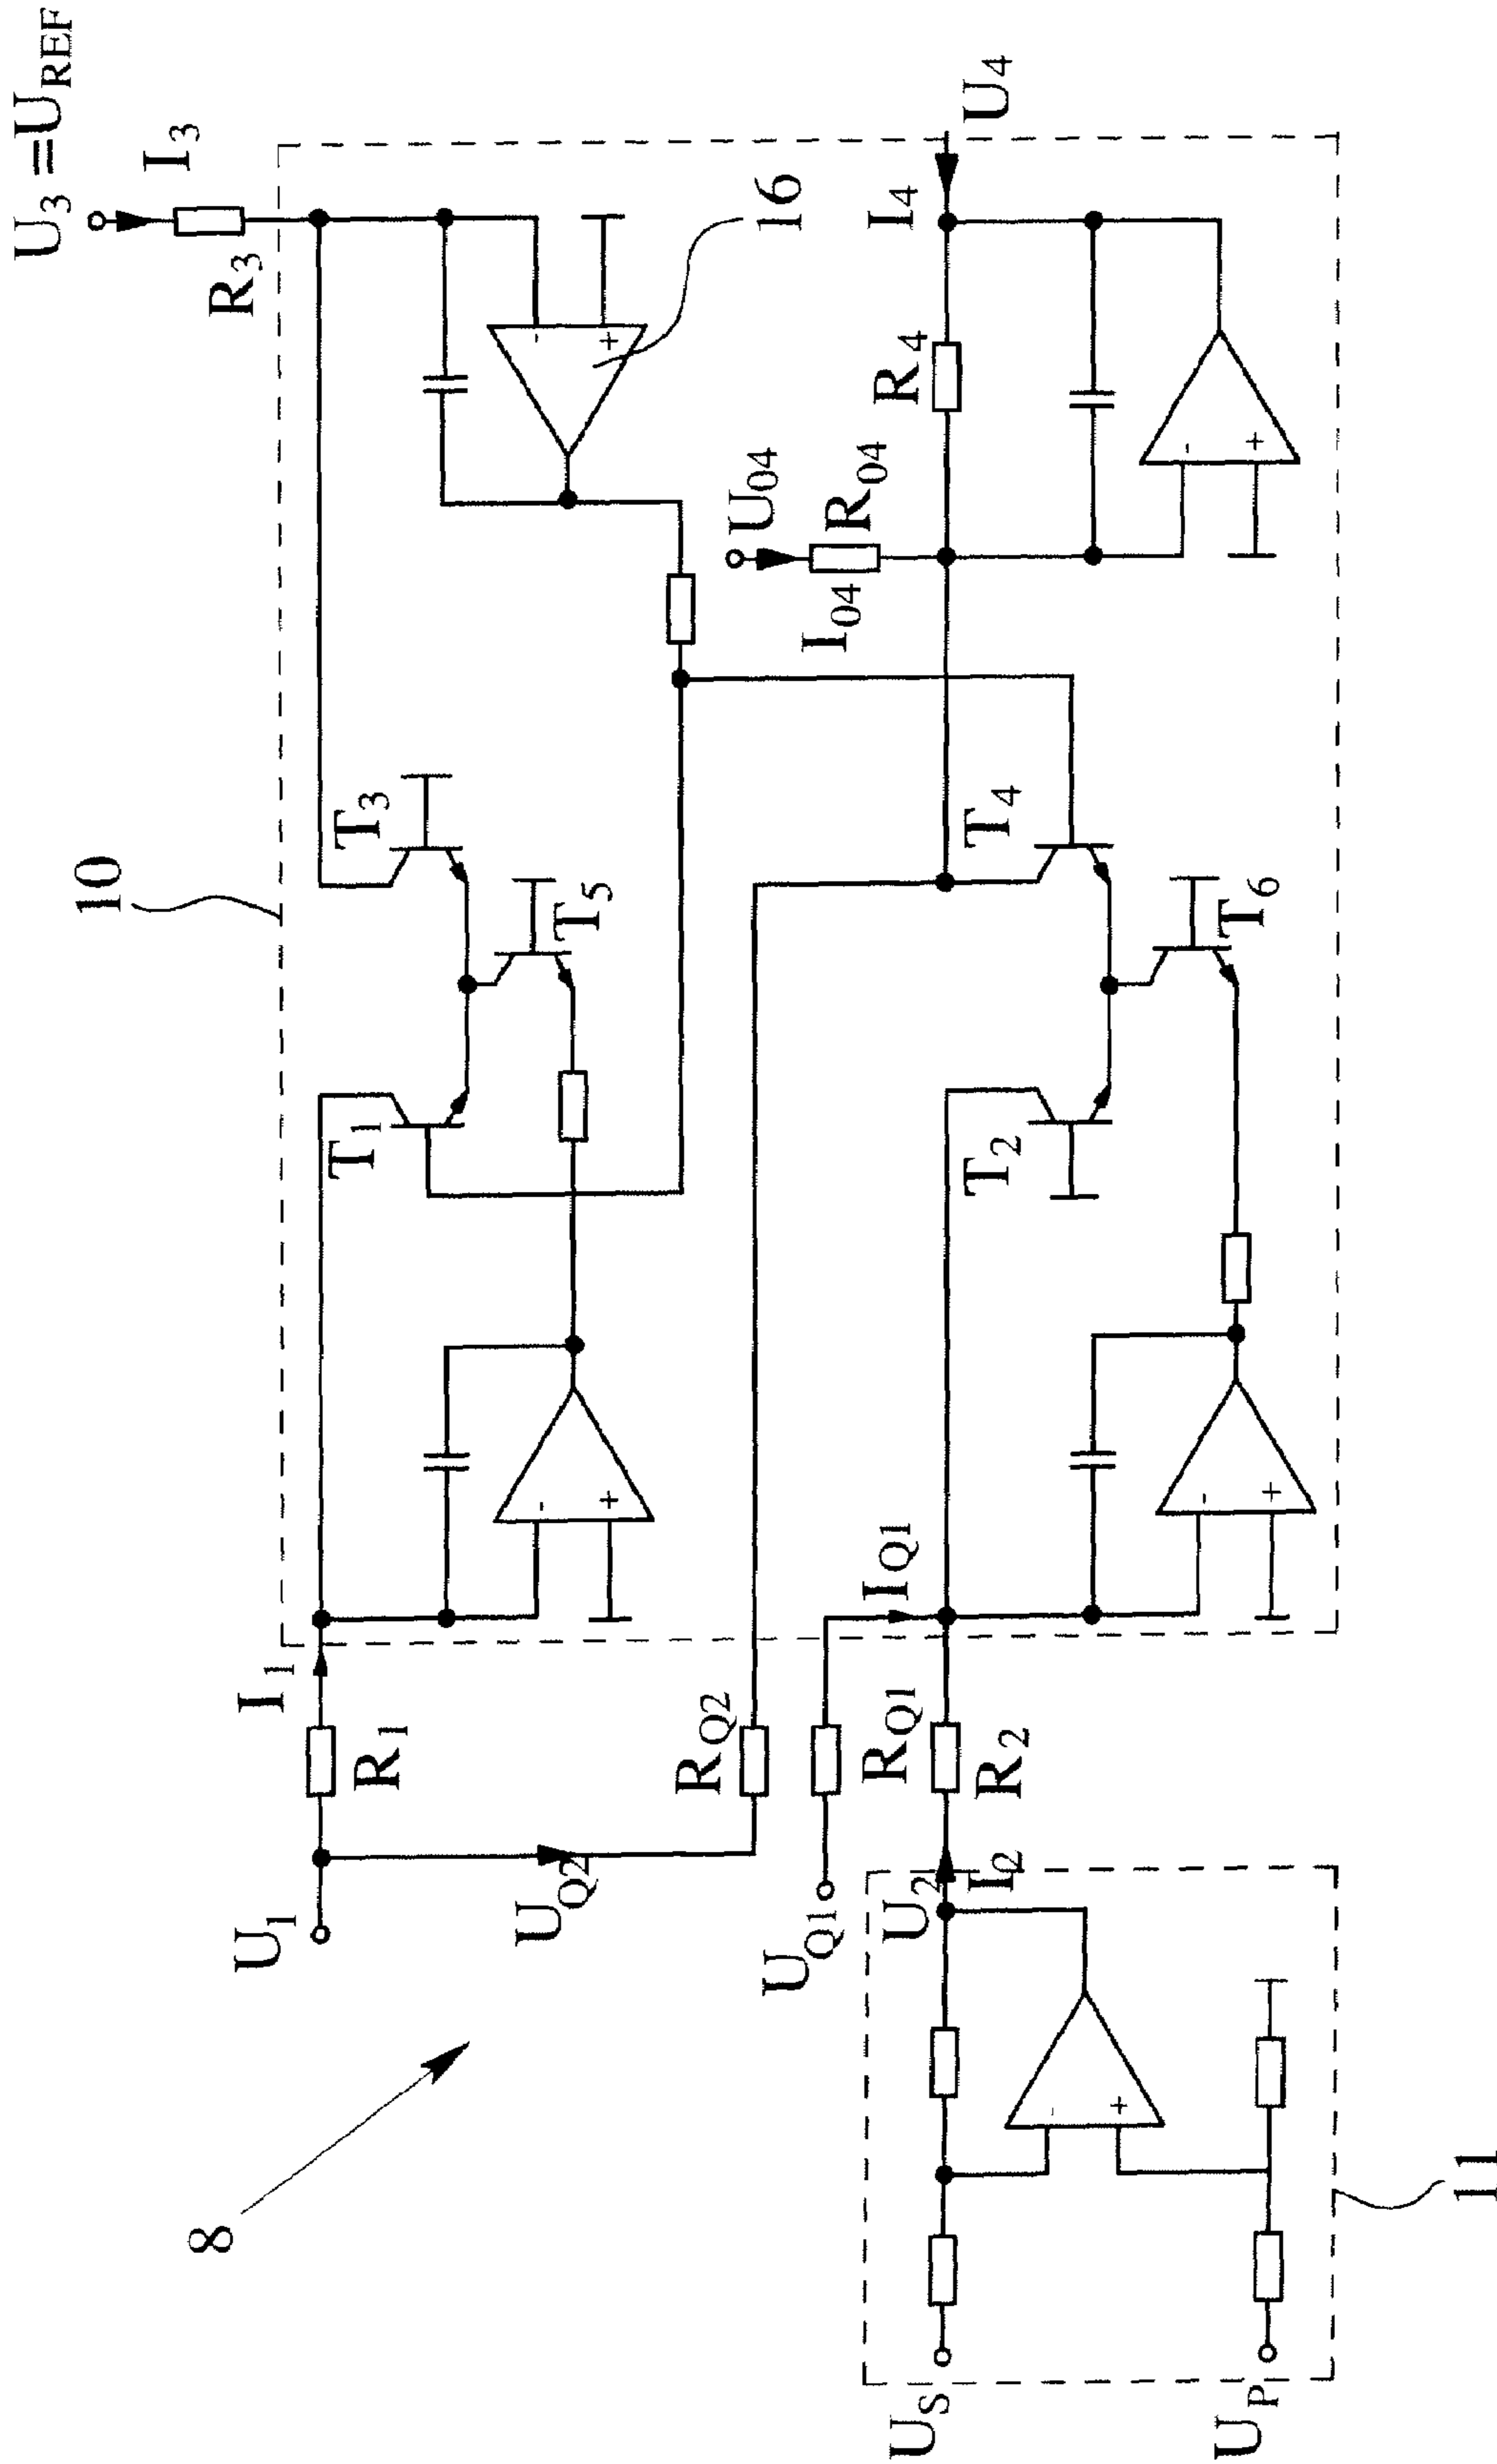 U3 =UREF
I3
R3
10
16
U4
I4
R4
U04
R04
I04
T3
T5
T4
T6
T1
T2
- +
- +
- +
- +
- +
I1
R1
RQ2
IQ1
RQ1
R2
U1
UQ2
UQ1
U2
I2
8
11
US
UP